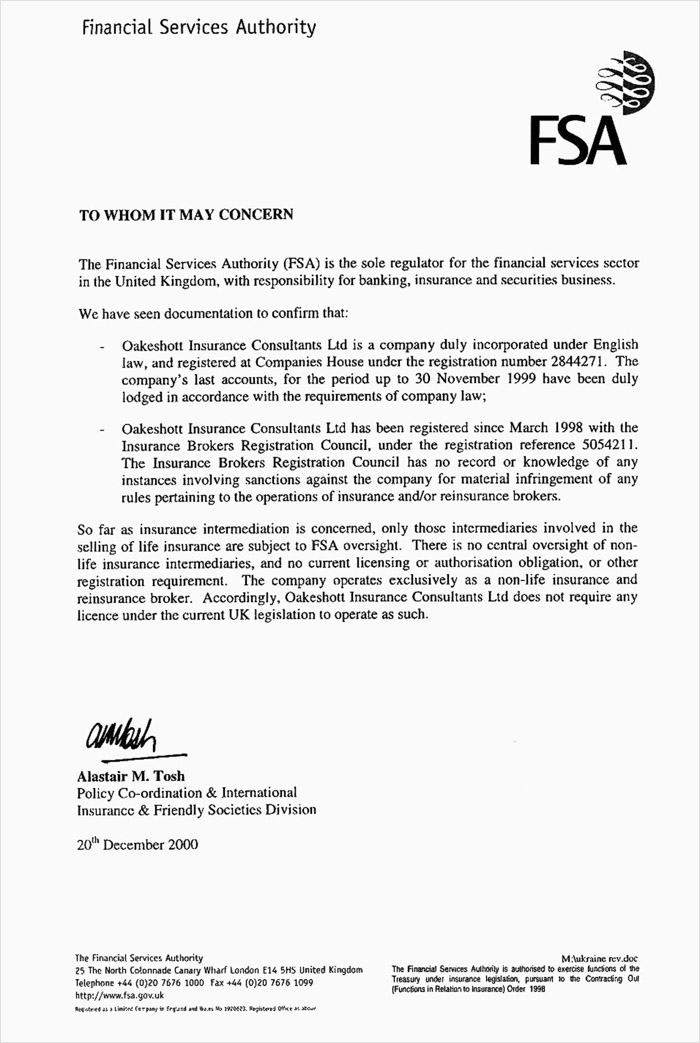 Financial Services Authority
FSA
TO WHOM IT MAY CONCERN
The Financial Services Authority (FSA) is the sole regulator for the financial services sector
in the United Kingdom, with responsibility for banking, insurance and securities business.
We have seen documentation to confirm that:
- Oakeshott Insurance Consultants Ltd is a company duly incorporated under English
law, and registered at Companies House under the registration number 2844271. The
company's last accounts, for the period up to 30 November 1999 have been duly
lodged in accordance with the requirements of company law;
- Oakeshott Insurance Consultants Ltd has been registered since March 1998 with the
Insurance Brokers Registration Council, under the registration reference 5054211.
The Insurance Brokers Registration Council has no record or knowledge of any
instances involving sanctions against the company for material infringement of any
rules pertaining to the operations of insurance and/or reinsurance brokers.
So far as insurance intermediation is concerned, only those intermediaries involved in the
selling of life insurance are subject to FSA oversight. There is no central oversight of non-
life insurance intermediaries, and no current licensing or authorisation obligation, or other
registration requirement. The company operates exclusively as a non-life insurance and
reinsurance broker. Accordingly, Oakeshott Insurance Consultants Ltd does not require any
licence under the current UK legislation to operate as such.
Alastair M. Tosh
Policy Co-ordination & International
Insurance & Friendly Societies Division
20th December 2000
The Financial Services Authority
25 The North Colonnade Canary Wharf London E14 5HS United Kingdom
Telephone +44 (0)20 7676 1000 Fax +44 (0)20 7676 1099
http://www.fsa.gov.uk
Registered as a Limited Company in England and Wales No 1920623. Registered Office as above
M:\ukraine rev.doc
The Financial Services Authority is authorised to exercise functions of the
Treasury under insurance legislation, pursuant to the Contracting Out
(Functions in Relation to Insurance) Order 1998